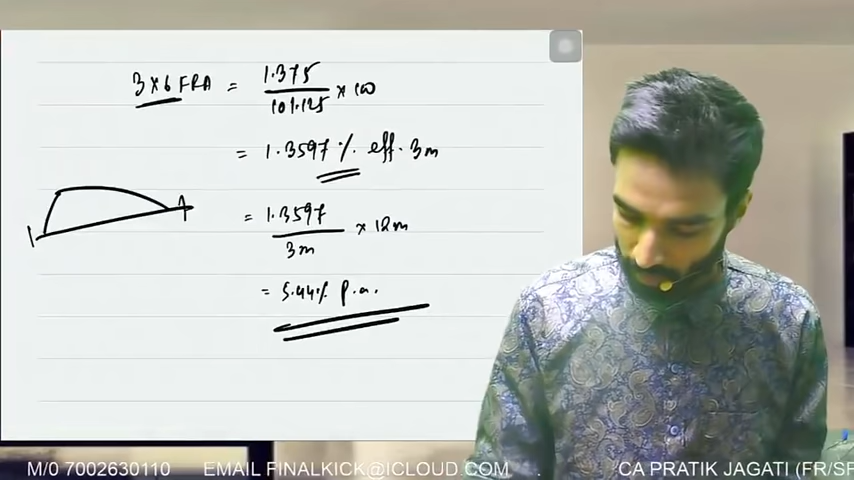 3×6 FRA = 1.375 / 101.125 × 100
= 1.3597 % eff. 3m
= 1.3597 / 3m × 12m
= 5.44% p.a.
M/0 7002630110 EMAIL FINALKICK@ICLOUD.COM . CA PRATIK JAGATI (FR/SF